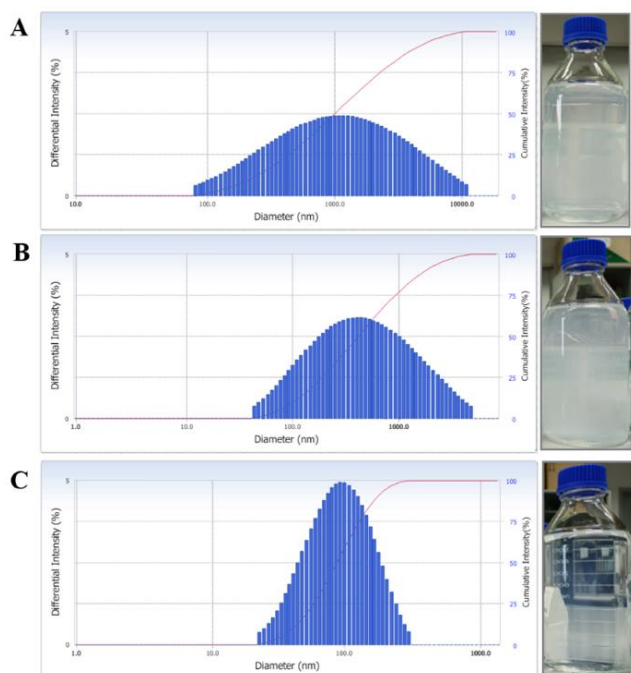 A
Differential Intensity (%)
5
0
10.0
100.0
1000.0
10000.0
Diameter (nm)
100
75
50
25
0
Cumulative Intensity(%)
B
Differential Intensity (%)
5
0
1.0
10.0
100.0
1000.0
Diameter (nm)
100
75
50
25
0
Cumulative Intensity(%)
C
Differential Intensity (%)
5
0
1.0
10.0
100.0
1000.0
Diameter (nm)
100
75
50
25
0
Cumulative Intensity(%)